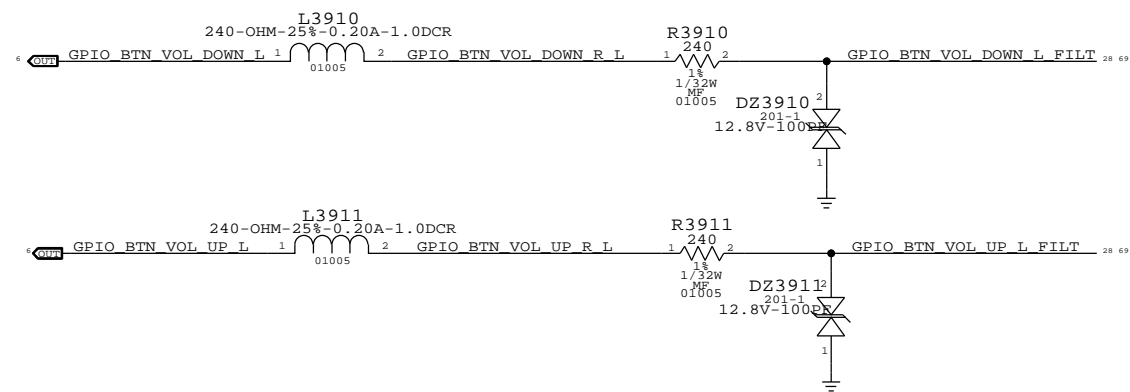 L3910
240-OHM-25%-0.20A-1.0DCR
6 OUT GPIO_BTN_VOL_DOWN_L 1 2 GPIO_BTN_VOL_DOWN_R_L 1 2 GPIO_BTN_VOL_DOWN_L_FILT 28 69
01005
R3910
240
1%
1/32W
MF
01005
2
DZ3910
201-1
12.8V-100PF
1
L3911
240-OHM-25%-0.20A-1.0DCR
6 OUT GPIO_BTN_VOL_UP_L 1 2 GPIO_BTN_VOL_UP_R_L 1 2 GPIO_BTN_VOL_UP_L_FILT 28 69
01005
R3911
240
1%
1/32W
MF
01005
DZ3911 2
201-1
12.8V-100PF
1